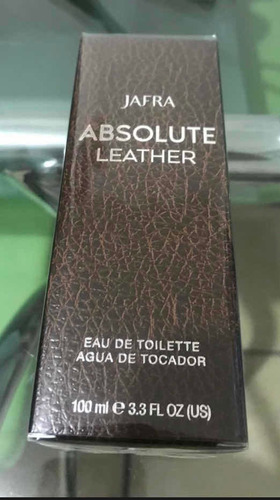 JAFRA
ABSOLUTE
LEATHER
EAU DE TOILETTE
AGUA DE TOCADOR
100 ml ℮ 3.3 FL OZ (US)